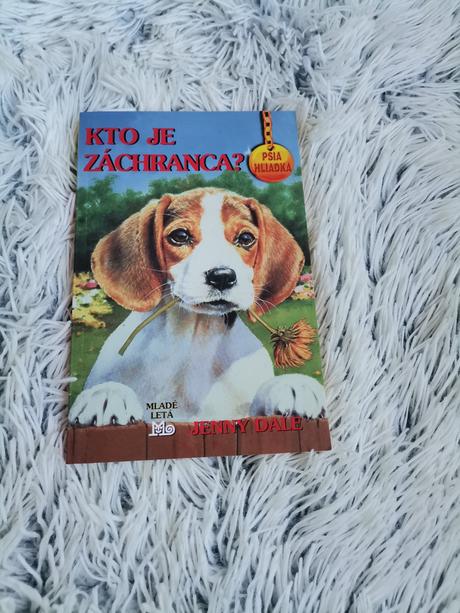 KTO JE
ZÁCHRANCA?
PSIA
HLIADKA
MLADÉ
LETÁ
JENNY DALE